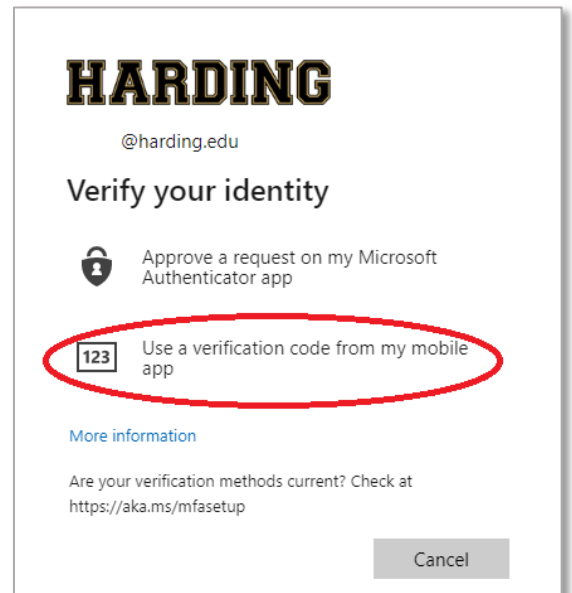 HARDING
@harding.edu
Verify your identity
Approve a request on my Microsoft
Authenticator app
123
Use a verification code from my mobile
app
More information
Are your verification methods current? Check at
https://aka.ms/mfasetup
Cancel